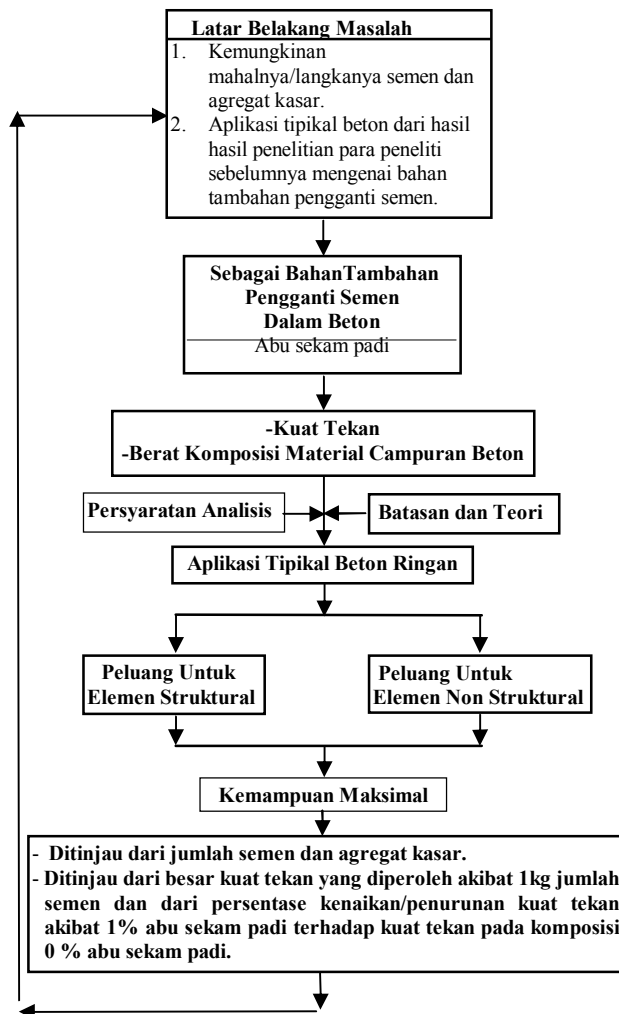 Latar Belakang Masalah
1. Kemungkinan
mahalnya/langkanya semen dan
agregat kasar.
2. Aplikasi tipikal beton dari hasil
hasil penelitian para peneliti
sebelumnya mengenai bahan
tambahan pengganti semen.
Sebagai BahanTambahan
Pengganti Semen
Dalam Beton
Abu sekam padi
-Kuat Tekan
-Berat Komposisi Material Campuran Beton
Persyaratan Analisis
Batasan dan Teori
Aplikasi Tipikal Beton Ringan
Peluang Untuk
Elemen Struktural
Peluang Untuk
Elemen Non Struktural
Kemampuan Maksimal
- Ditinjau dari jumlah semen dan agregat kasar.
- Ditinjau dari besar kuat tekan yang diperoleh akibat 1kg jumlah
semen dan dari persentase kenaikan/penurunan kuat tekan
akibat 1% abu sekam padi terhadap kuat tekan pada komposisi
0 % abu sekam padi.